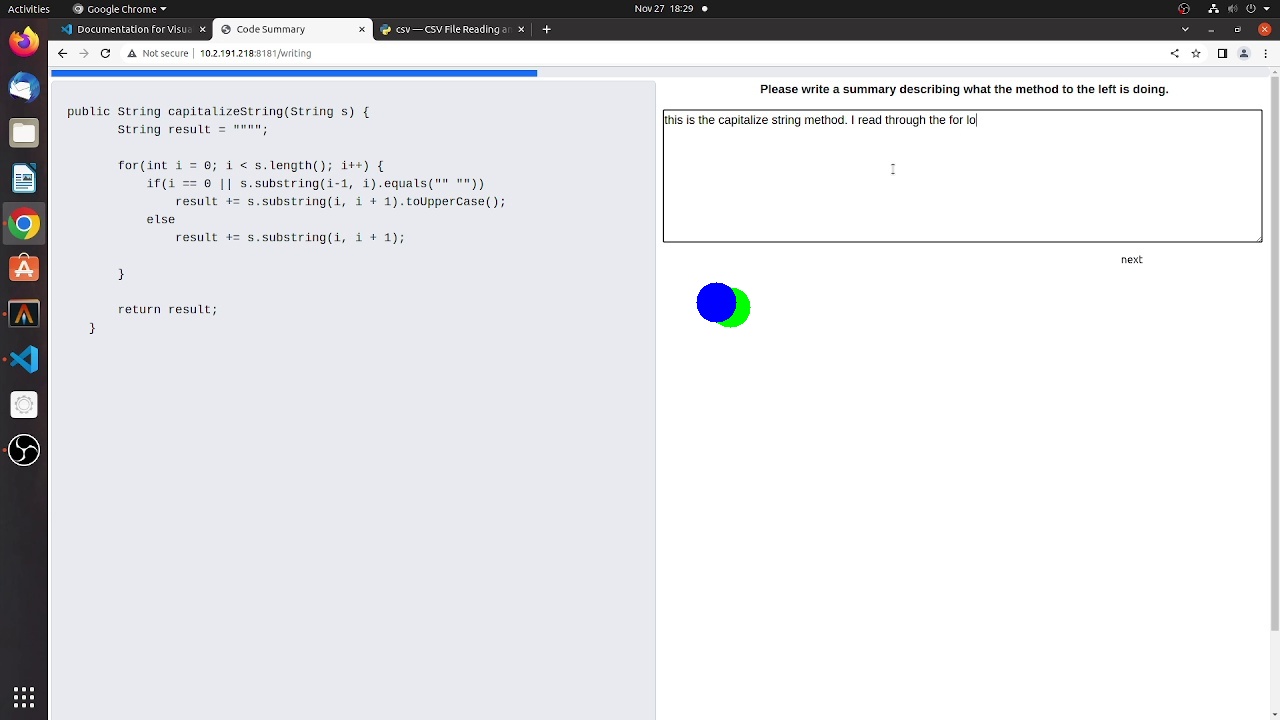 Activities
Google Chrome
Nov 27 18:29
Documentation for Visua
Code Summary
csv — CSV File Reading a
Not secure
10.2.191.218:8181/writing
public String capitalizeString(String s) {
String result = """";
for(int i = 0; i < s.length(); i++) {
if(i == 0 || s.substring(i-1, i).equals("" ""))
result += s.substring(i, i + 1).toUpperCase();
else
result += s.substring(i, i + 1);
}
return result;
}
Please write a summary describing what the method to the left is doing.
this is the capitalize string method. I read through the for lo
next